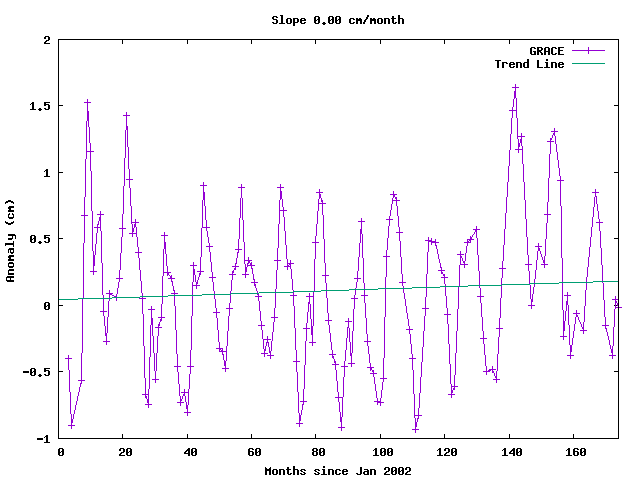 Slope 0.00 cm/month
GRACE
Trend Line
2
1.5
1
0.5
0
-0.5
-1
Anomaly (cm)
0 20 40 60 80 100 120 140 160
Months since Jan 2002